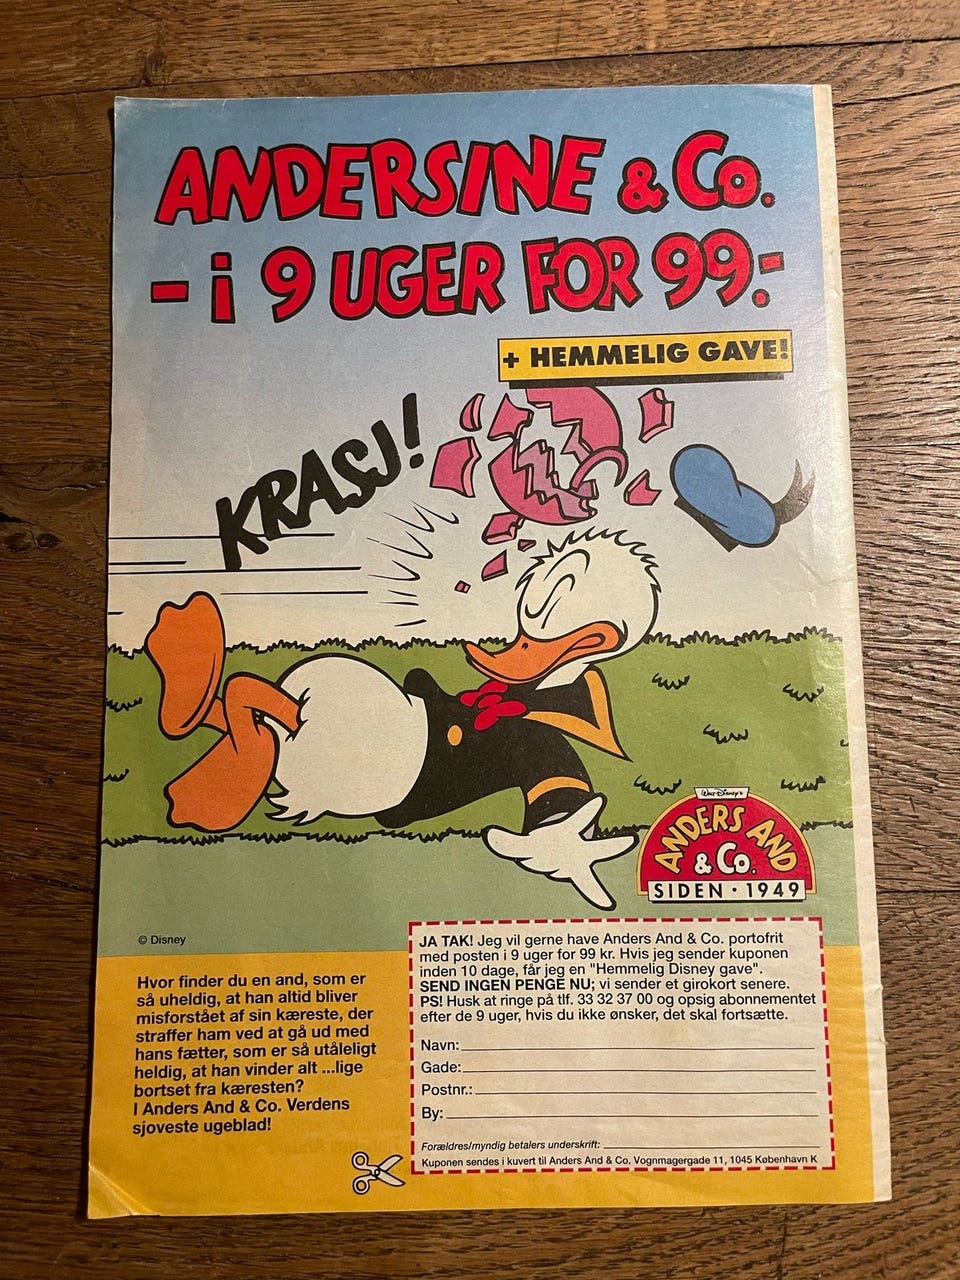 ANDERSINE & Co.
- i 9 UGER FOR 99:-
+ HEMMELIG GAVE!
KRASJ!
Walt Disney's
ANDERS AND
& Co.
SIDEN · 1949
© Disney
Hvor finder du en and, som er
så uheldig, at han altid bliver
misforstået af sin kæreste, der
straffer ham ved at gå ud med
hans fætter, som er så utåleligt
heldig, at han vinder alt ...lige
bortset fra kæresten?
I Anders And & Co. Verdens
sjoveste ugeblad!
JA TAK! Jeg vil gerne have Anders And & Co. portofrit
med posten i 9 uger for 99 kr. Hvis jeg sender kuponen
inden 10 dage, får jeg en "Hemmelig Disney gave".
SEND INGEN PENGE NU; vi sender et girokort senere.
PS! Husk at ringe på tlf. 33 32 37 00 og opsig abonnementet
efter de 9 uger, hvis du ikke ønsker, det skal fortsætte.
Navn:
Gade:
Postnr.:
By:
Forældres/myndig betalers underskrift:
Kuponen sendes i kuvert til Anders And & Co. Vognmagergade 11, 1045 København K